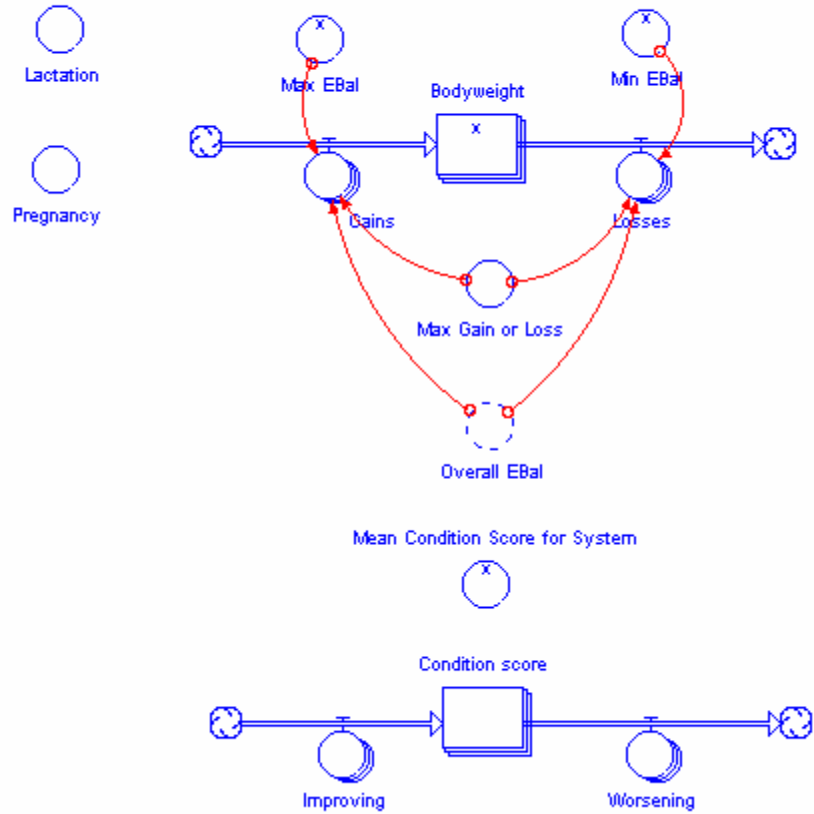 Lactation
Max EBal
Min EBal
Bodyweight
x
x
x
Pregnancy
Gains
Losses
Max Gain or Loss
Overall EBal
Mean Condition Score for System
x
Condition score
Improving
Worsening